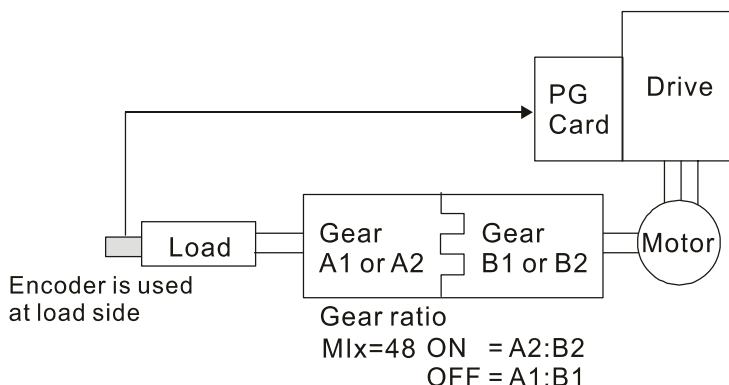 PG
Card
Drive
Load
Gear
A1 or A2
Gear
B1 or B2
Motor
Encoder is used
at load side
Gear ratio
MIx=48 ON = A2:B2
OFF = A1:B1